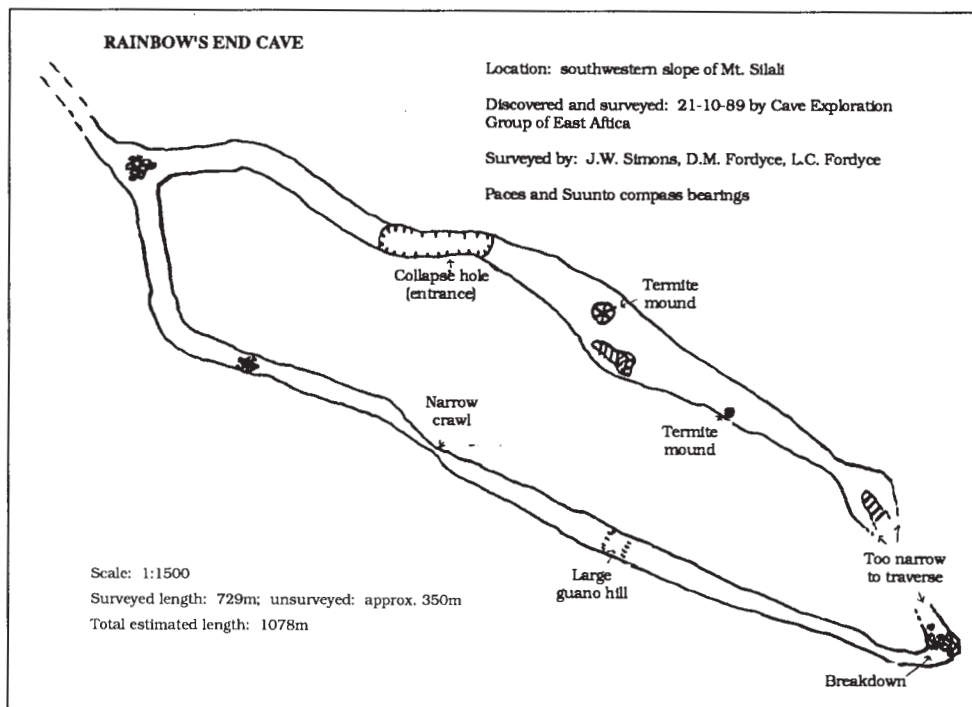 RAINBOW'S END CAVE
Location: southwestern slope of Mt. Silali
Discovered and surveyed: 21-10-89 by Cave Exploration
Group of East Aftica
Surveyed by: J.W. Simons, D.M. Fordyce, L.C. Fordyce
Paces and Suunto compass bearings
Collapse hole
(entrance)
Termite
mound
Narrow
crawl
Termite
mound
Too narrow
to traverse
Large
guano hill
Breakdown
Scale: 1:1500
Surveyed length: 729m; unsurveyed: approx. 350m
Total estimated length: 1078m